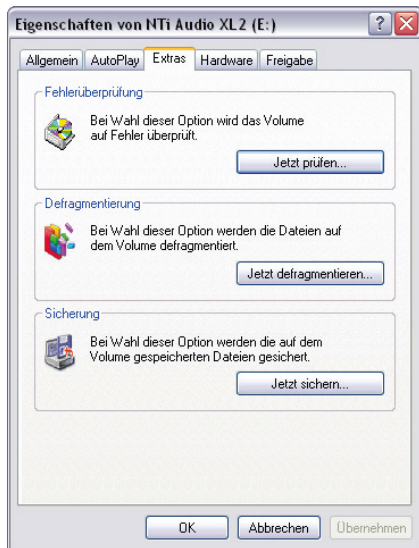 Eigenschaften von NTi Audio XL2 (E:)
Allgemein AutoPlay Extras Hardware Freigabe
Fehlerüberprüfung
Bei Wahl dieser Option wird das Volume
auf Fehler überprüft.
Jetzt prüfen...
Defragmentierung
Bei Wahl dieser Option werden die Dateien auf
dem Volume defragmentiert.
Jetzt defragmentieren...
Sicherung
Bei Wahl dieser Option werden die auf dem
Volume gespeicherten Dateien gesichert.
Jetzt sichern...
OK Abbrechen Übernehmen